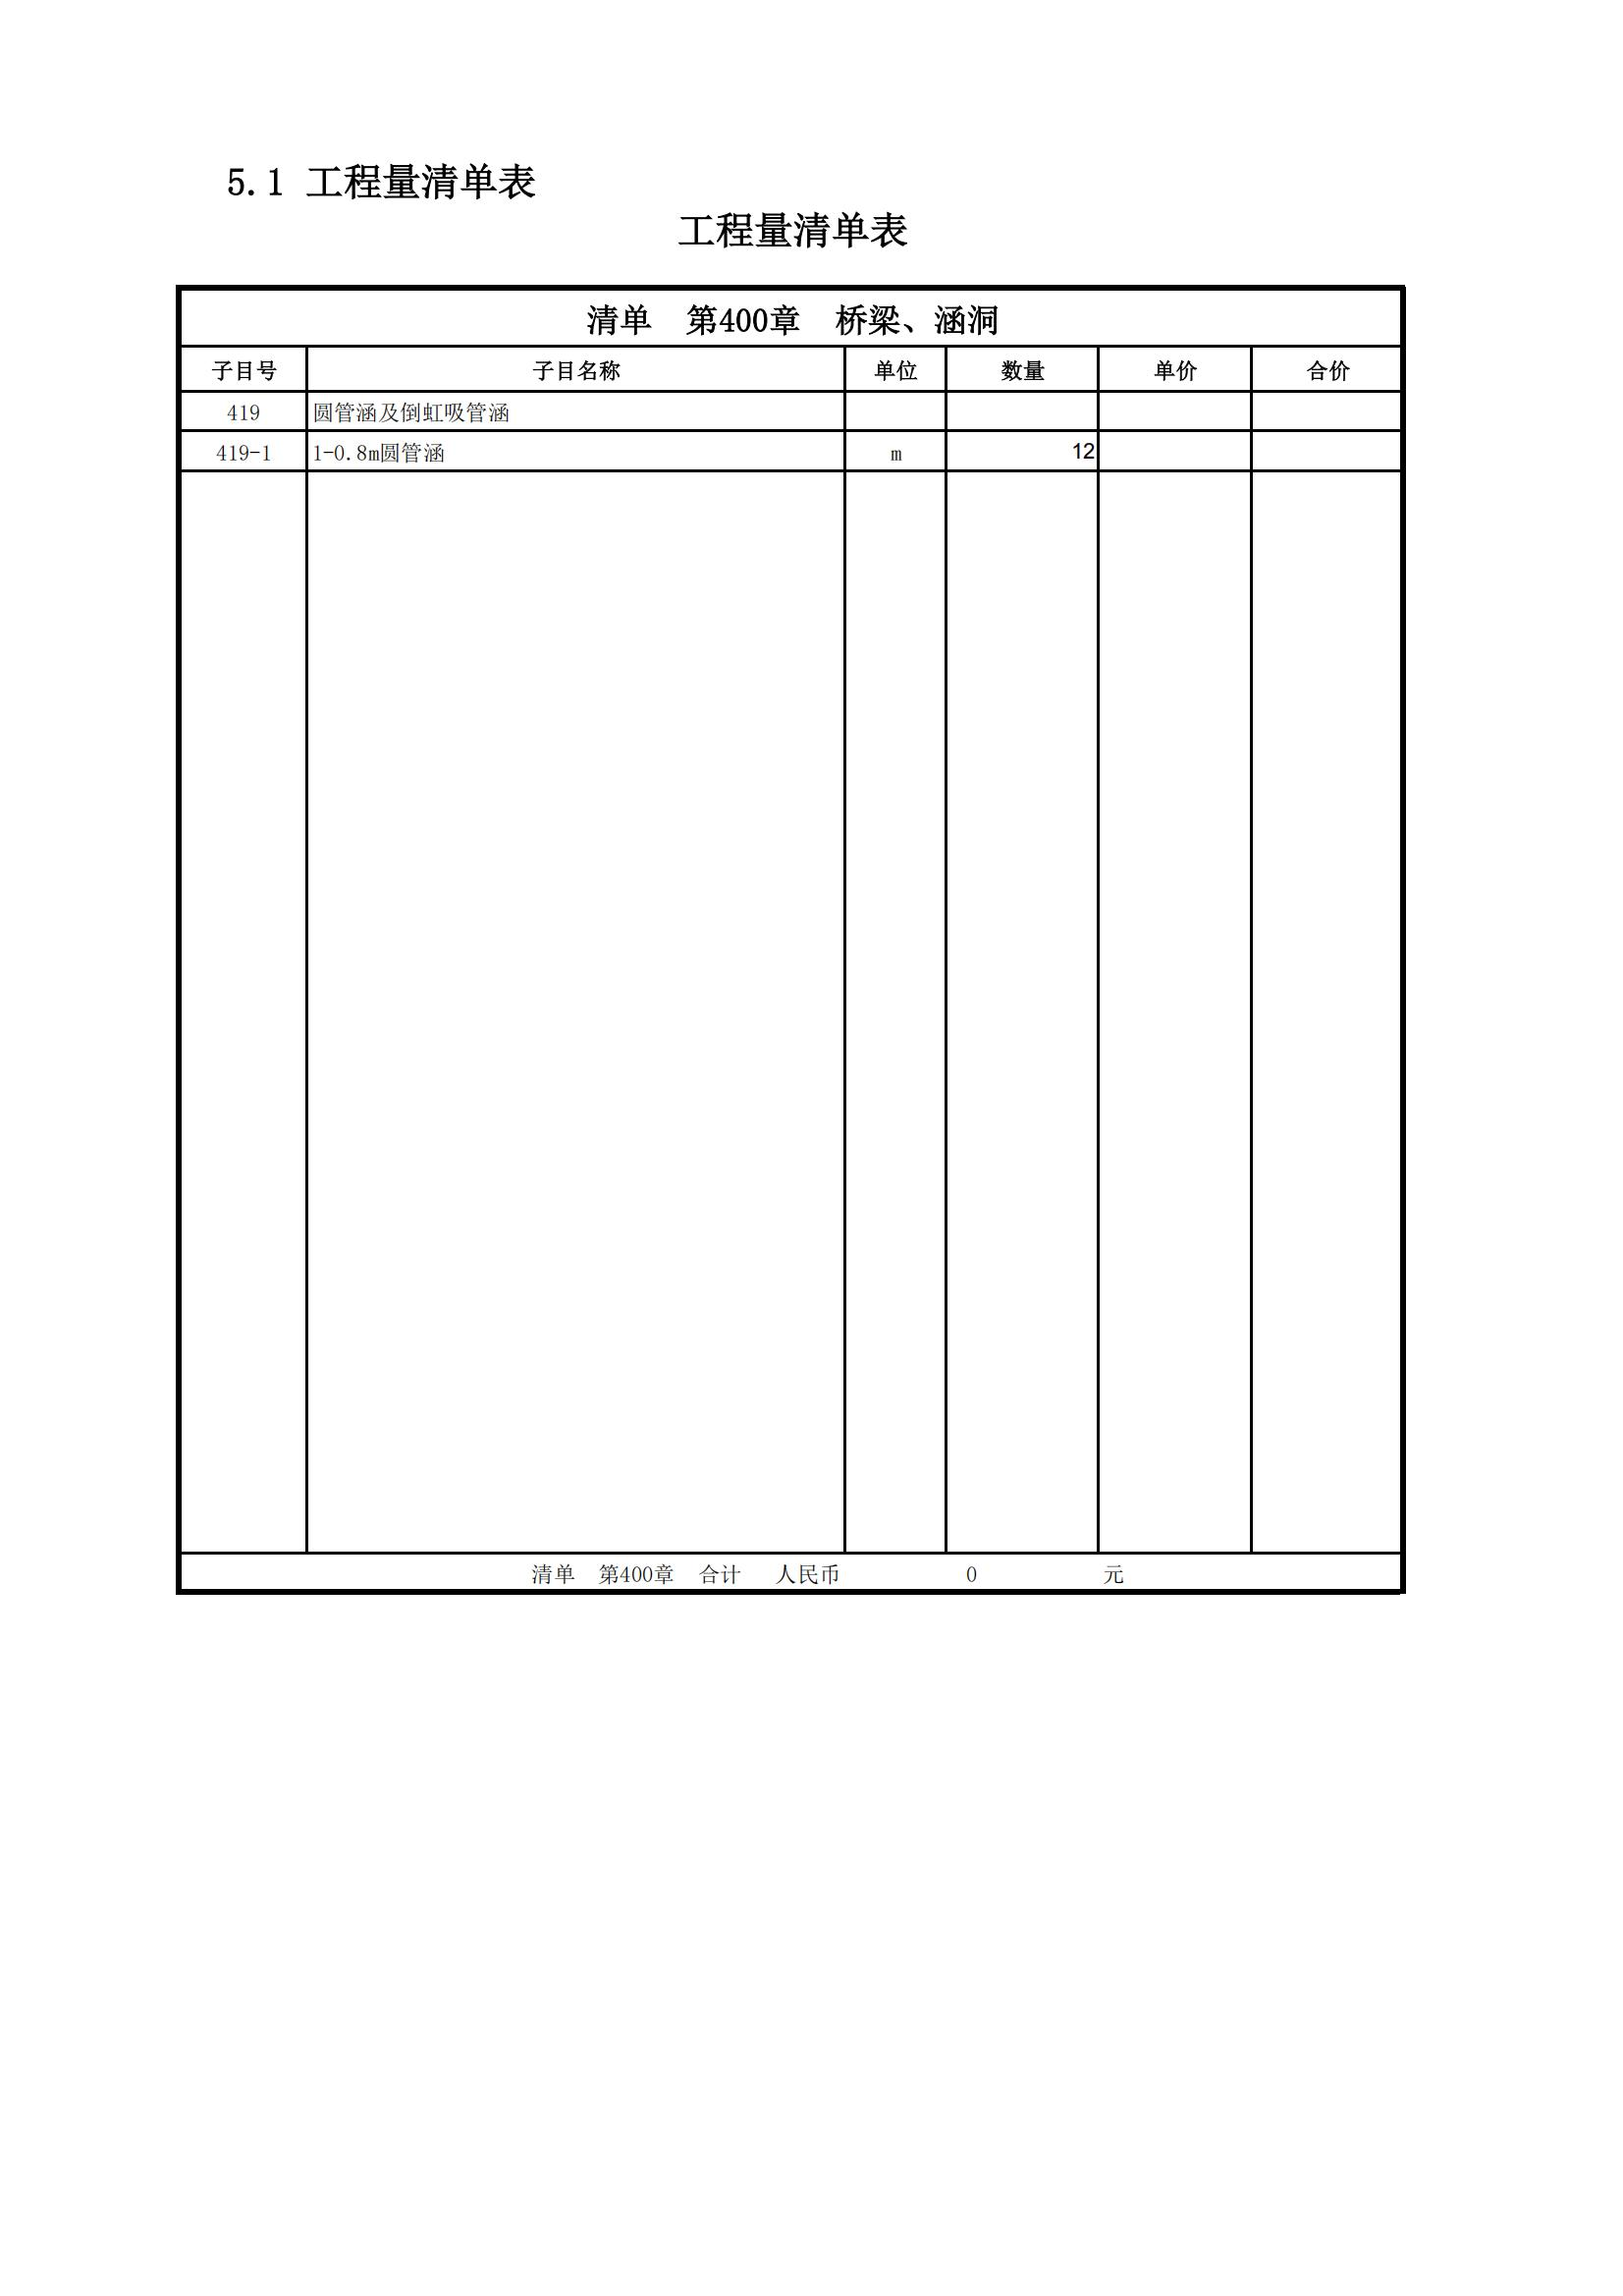 5.1 工程量清单表
工程量清单表
清单 第400章 桥梁、涵洞
子目号 子目名称 单位 数量 单价 合价
419 圆管涵及倒虹吸管涵
419-1 1-0.8m圆管涵 m 12
清单 第400章 合计 人民币 0 元